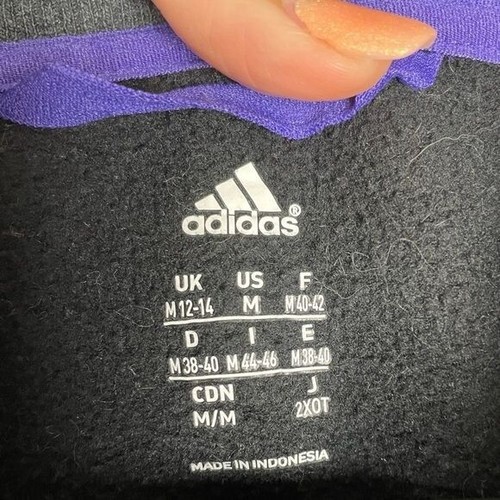 adidas®
UK US F
M 12-14 M M 40-42
D I E
M 38-40 M 44-46 M 38-40
CDN J
M/M 2XOT
MADE IN INDONESIA